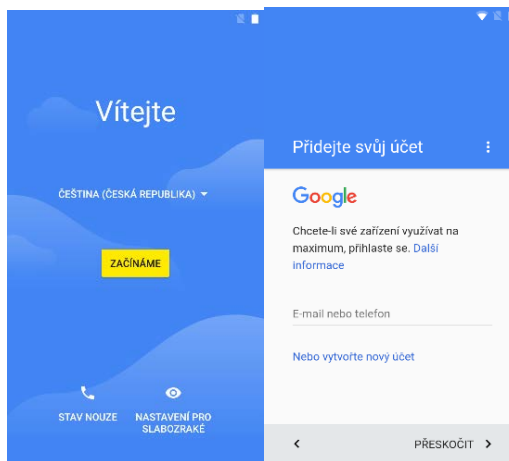 Vítejte
ČEŠTINA (ČESKÁ REPUBLIKA)
ZAČÍNÁME
STAV NOUZE
NASTAVENÍ PRO
SLABOZRAKÉ
Přidejte svůj účet
Google
Chcete-li své zařízení využívat na
maximum, přihlaste se. Další
informace
E-mail nebo telefon
Nebo vytvořte nový účet
PŘESKOČIT